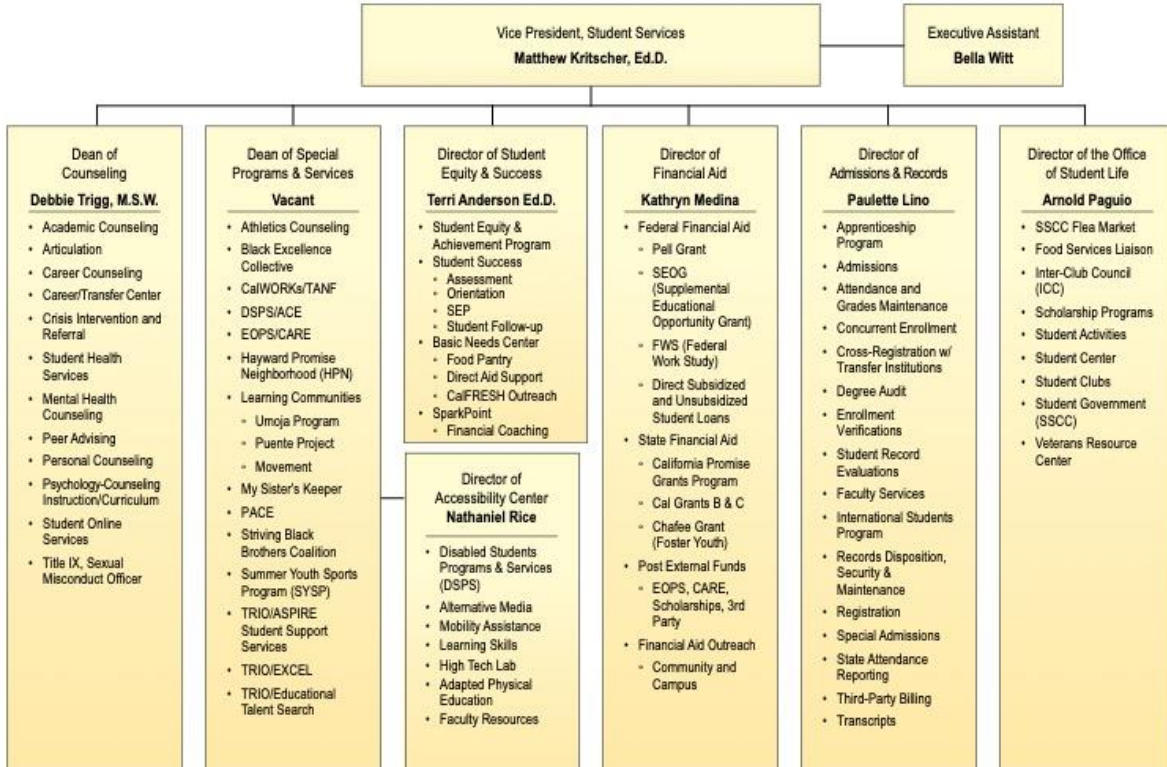 Vice President, Student Services
Matthew Kritscher, Ed.D.
Executive Assistant
Bella Witt
Dean of
Counseling
Debbie Trigg, M.S.W.
• Academic Counseling
• Articulation
• Career Counseling
• Career/Transfer Center
• Crisis Intervention and
Referral
• Student Health
Services
• Mental Health
Counseling
• Peer Advising
• Personal Counseling
• Psychology-Counseling
Instruction/Curriculum
• Student Online
Services
• Title IX, Sexual
Misconduct Officer
Dean of Special
Programs & Services
Vacant
• Athletics Counseling
• Black Excellence
Collective
• CalWORKs/TANF
• DSPS/ACE
• EOPS/CARE
• Hayward Promise
Neighborhood (HPN)
• Learning Communities
▫ Umoja Program
▫ Puente Project
▫ Movement
• My Sister's Keeper
• PACE
• Striving Black
Brothers Coalition
• Summer Youth Sports
Program (SYSP)
• TRIO/ASPIRE
Student Support
Services
• TRIO/EXCEL
• TRIO/Educational
Talent Search
Director of Student
Equity & Success
Terri Anderson Ed.D.
• Student Equity &
Achievement Program
• Student Success
▫ Assessment
Orientation
▫ SEP
▫ Student Follow-up
• Basic Needs Center
▫ Food Pantry
▫ Direct Aid Support
▫ CalFRESH Outreach
• SparkPoint
▫ Financial Coaching
Director of
Accessibility Center
Nathaniel Rice
• Disabled Students
Programs & Services
(DSPS)
• Alternative Media
• Mobility Assistance
• Learning Skills
• High Tech Lab
• Adapted Physical
Education
• Faculty Resources
Director of
Financial Aid
Kathryn Medina
• Federal Financial Aid
▫ Pell Grant
▫ SEOG
(Supplemental
Educational
Opportunity Grant)
▫ FWS (Federal
Work Study)
▫ Direct Subsidized
and Unsubsidized
Student Loans
• State Financial Aid
▫ California Promise
Grants Program
▫ Cal Grants B & C
▫ Chafee Grant
(Foster Youth)
• Post External Funds
▫ EOPS, CARE,
Scholarships, 3rd
Party
• Financial Aid Outreach
▫ Community and
Campus
Director of
Admissions & Records
Paulette Lino
• Apprenticeship
Program
• Admissions
• Attendance and
Grades Maintenance
• Concurrent Enrollment
• Cross-Registration w/
Transfer Institutions
• Degree Audit
• Enrollment
Verifications
• Student Record
Evaluations
• Faculty Services
• International Students
Program
• Records Disposition,
Security &
Maintenance
• Registration
• Special Admissions
• State Attendance
Reporting
• Third-Party Billing
• Transcripts
Director of the Office
of Student Life
Arnold Paguio
• SSCC Flea Market
• Food Services Liaison
• Inter-Club Council
(ICC)
• Scholarship Programs
• Student Activities
• Student Center
• Student Clubs
• Student Government
(SSCC)
• Veterans Resource
Center